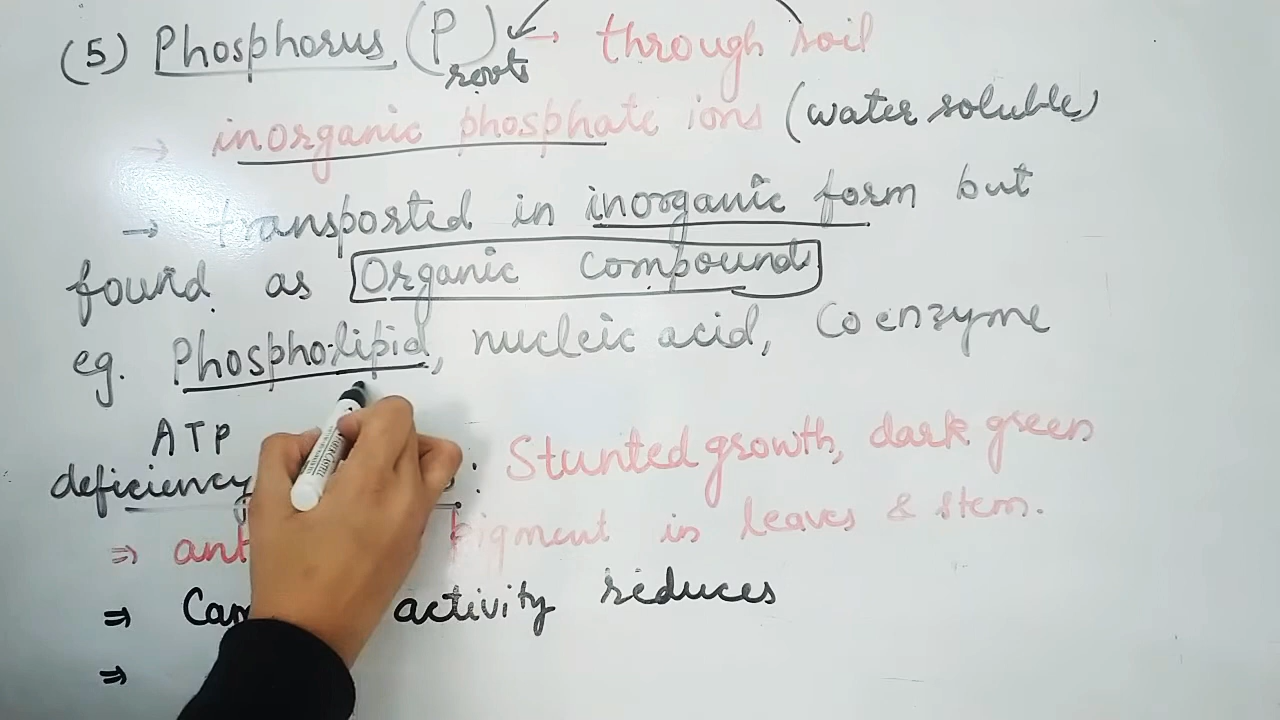 (5) Phosphorus (P) → through soil
roots
→ inorganic phosphate ions (water soluble)
→ transported in inorganic form but
found as Organic Compound
eg. Phospholipid, nucleic acid, Coenzyme
ATP
deficiency : Stunted growth, dark green
⇒ ant pigment in leaves & stem.
⇒ Cam activity reduces
⇒